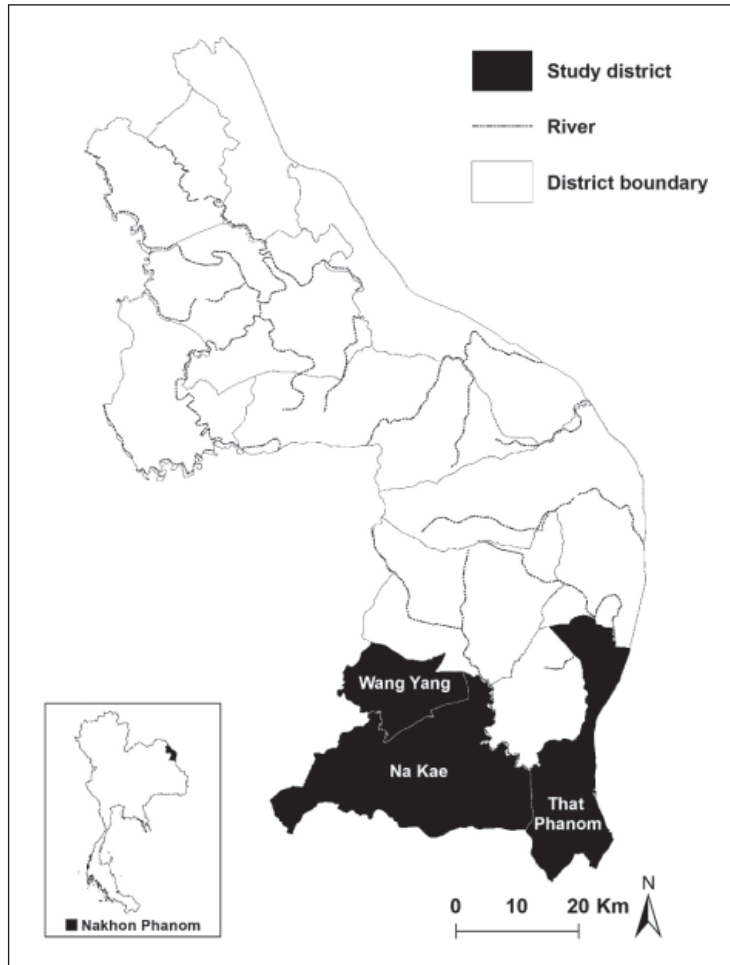 Study district
River
District boundary
Wang Yang
Na Kae
That
Phanom
Nakhon Phanom
0 10 20 Km
N